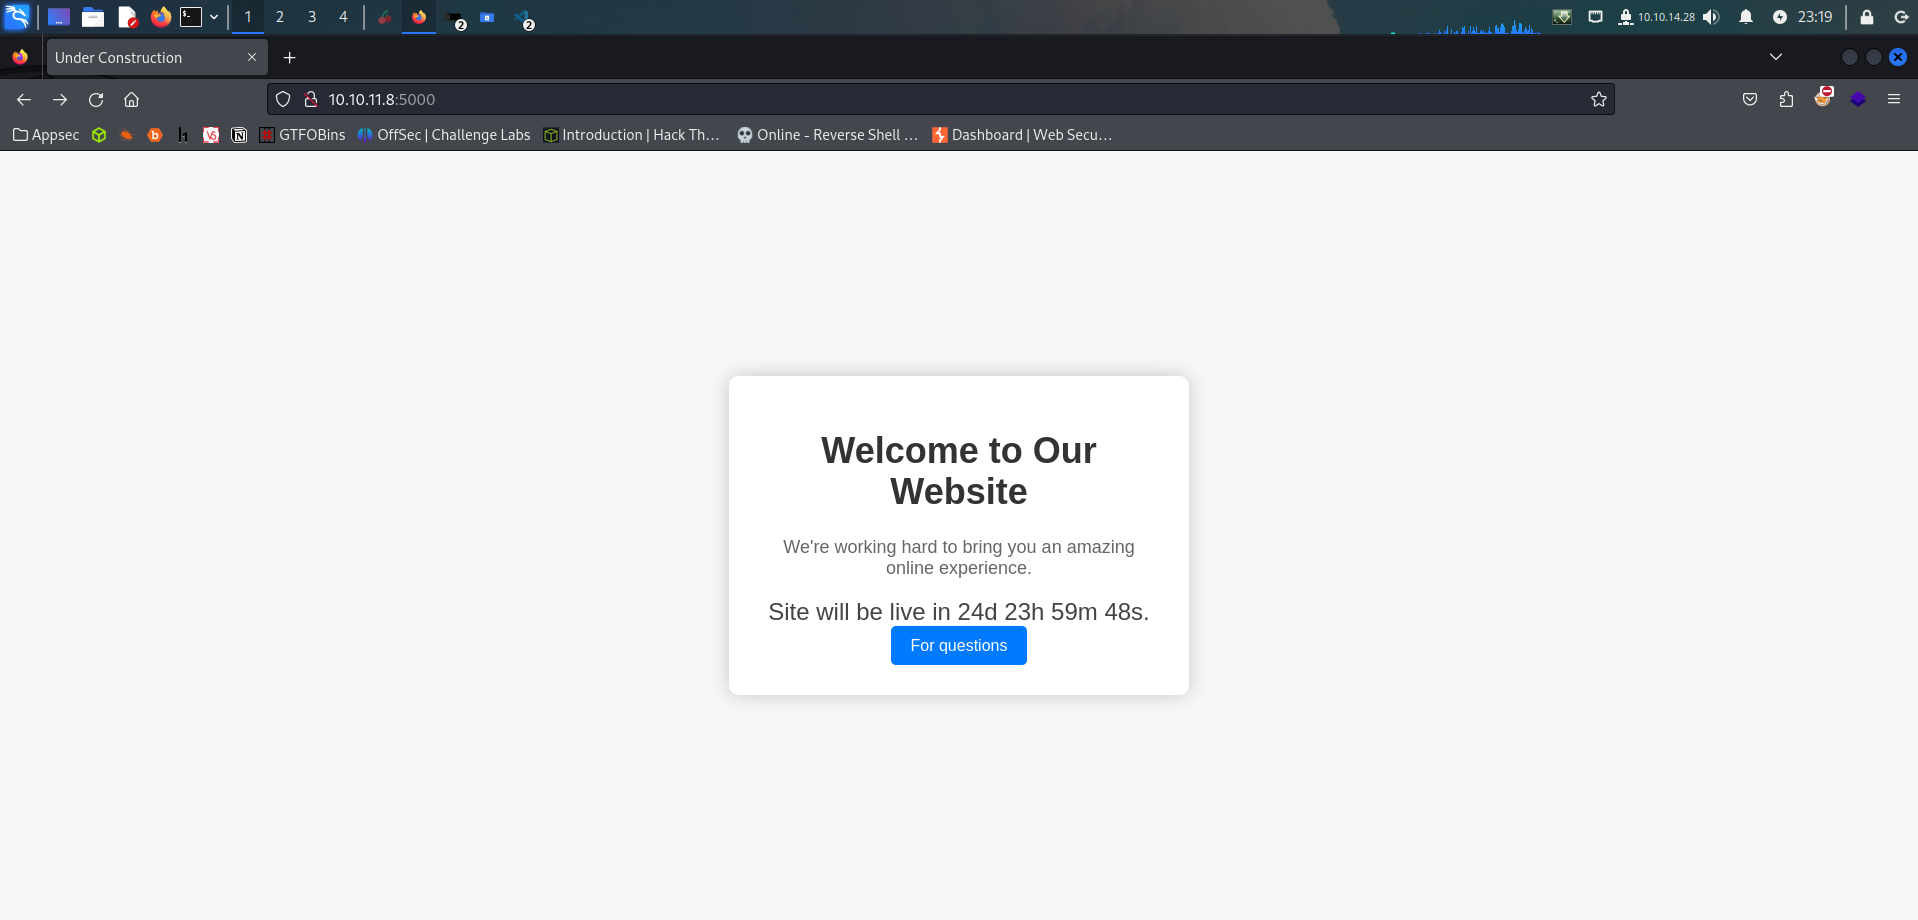 1 2 3 4 2 2 10.10.14.28 23:19
Under Construction
10.10.11.8:5000
Appsec GTFOBins OffSec | Challenge Labs Introduction | Hack Th… Online - Reverse Shell … Dashboard | Web Secu…
Welcome to Our
Website
We're working hard to bring you an amazing
online experience.
Site will be live in 24d 23h 59m 48s.
For questions